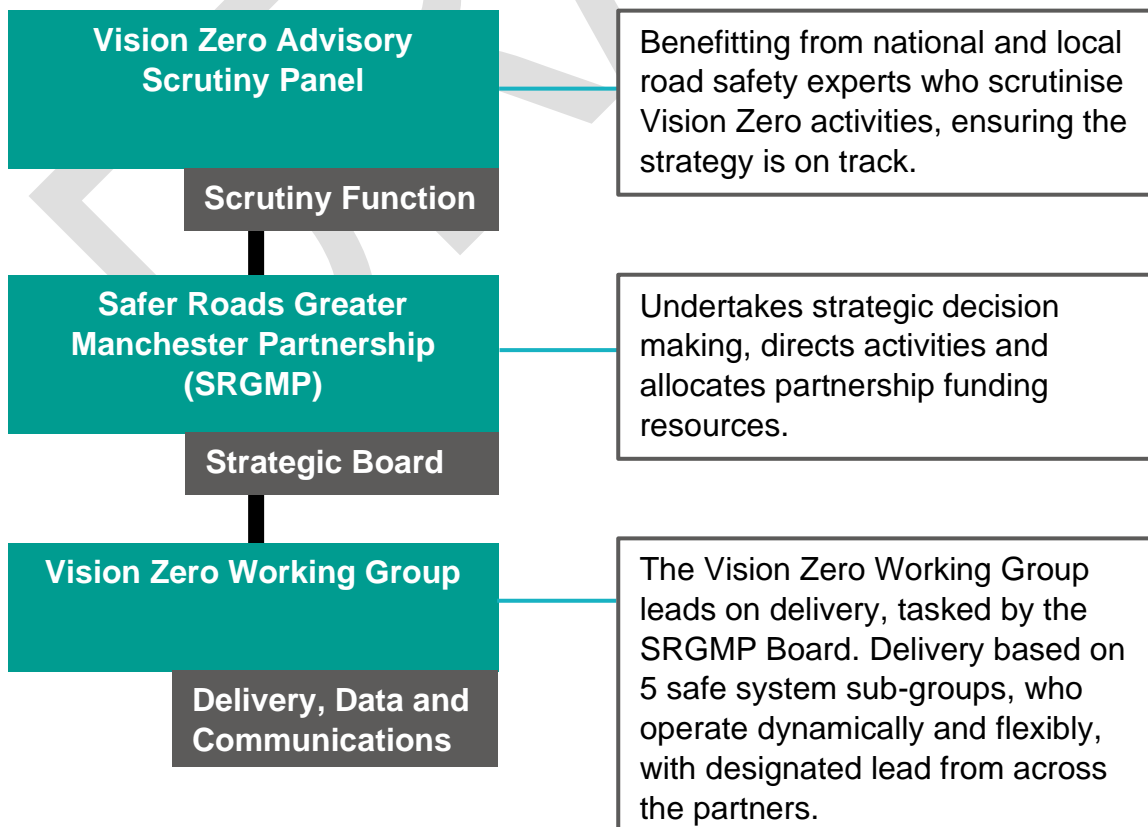 Vision Zero Advisory
Scrutiny Panel
Scrutiny Function
Benefitting from national and local
road safety experts who scrutinise
Vision Zero activities, ensuring the
strategy is on track.
Safer Roads Greater
Manchester Partnership
(SRGMP)
Strategic Board
Undertakes strategic decision
making, directs activities and
allocates partnership funding
resources.
Vision Zero Working Group
Delivery, Data and
Communications
The Vision Zero Working Group
leads on delivery, tasked by the
SRGMP Board. Delivery based on
5 safe system sub-groups, who
operate dynamically and flexibly,
with designated lead from across
the partners.